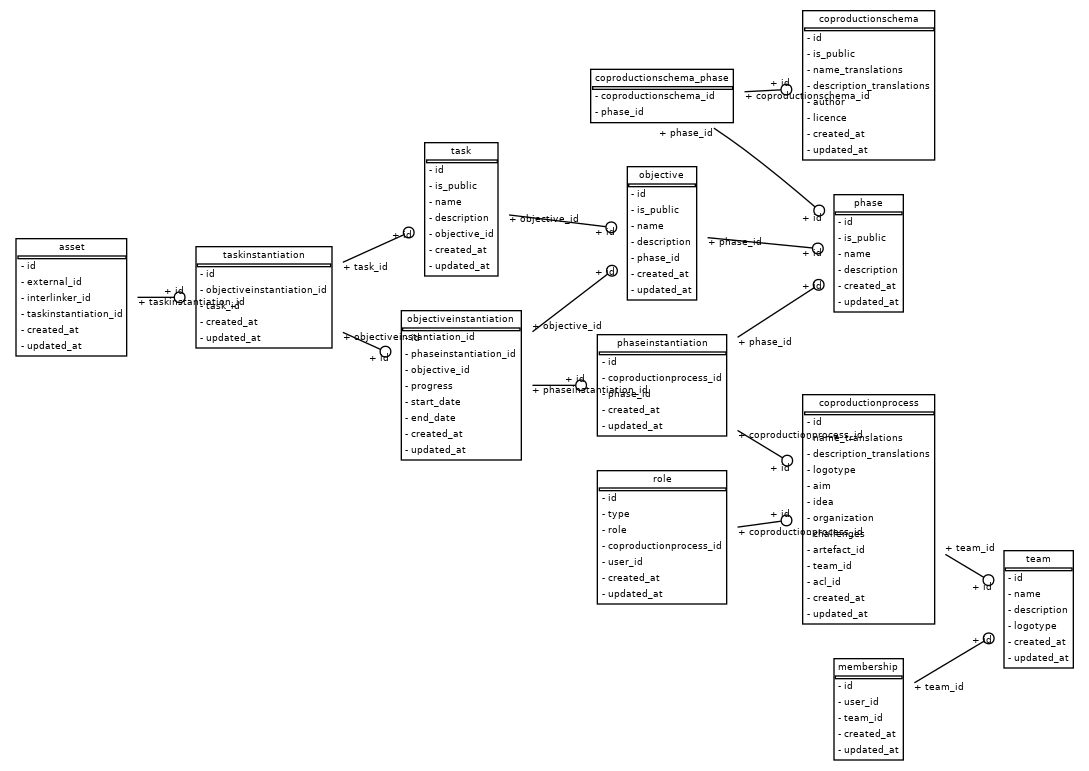 coproductionschema
- id
- is_public
- name_translations
- description_translations
- author
- licence
- created_at
- updated_at
coproductionschema_phase
- coproductionschema_id
- phase_id
+ id
+ coproductionschema_id
+ phase_id
+ id
task
- id
- is_public
- name
- description
- objective_id
- created_at
- updated_at
+ objective_id
+ id
objective
- id
- is_public
- name
- description
- phase_id
- created_at
- updated_at
+ phase_id
+ id
phase
- id
- is_public
- name
- description
- created_at
- updated_at
asset
- id
- external_id
- interlinker_id
- taskinstantiation_id
- created_at
- updated_at
+ id
+ taskinstantiation_id
taskinstantiation
- id
- objectiveinstantiation_id
- task_id
- created_at
- updated_at
+ id
+ task_id
+ objectiveinstantiation_id
+ id
objectiveinstantiation
- id
- phaseinstantiation_id
- objective_id
- progress
- start_date
- end_date
- created_at
- updated_at
+ id
+ objective_id
+ id
+ phaseinstantiation_id
phaseinstantiation
- id
- coproductionprocess_id
- phase_id
- created_at
- updated_at
+ id
+ phase_id
+ coproductionprocess_id
+ id
coproductionprocess
- id
- name_translations
- description_translations
- logotype
- aim
- idea
- organization
- challenges
- artefact_id
- team_id
- acl_id
- created_at
- updated_at
role
- id
- type
- role
- coproductionprocess_id
- user_id
- created_at
- updated_at
+ id
+ coproductionprocess_id
+ team_id
+ id
team
- id
- name
- description
- logotype
- created_at
- updated_at
+ id
+ team_id
membership
- id
- user_id
- team_id
- created_at
- updated_at